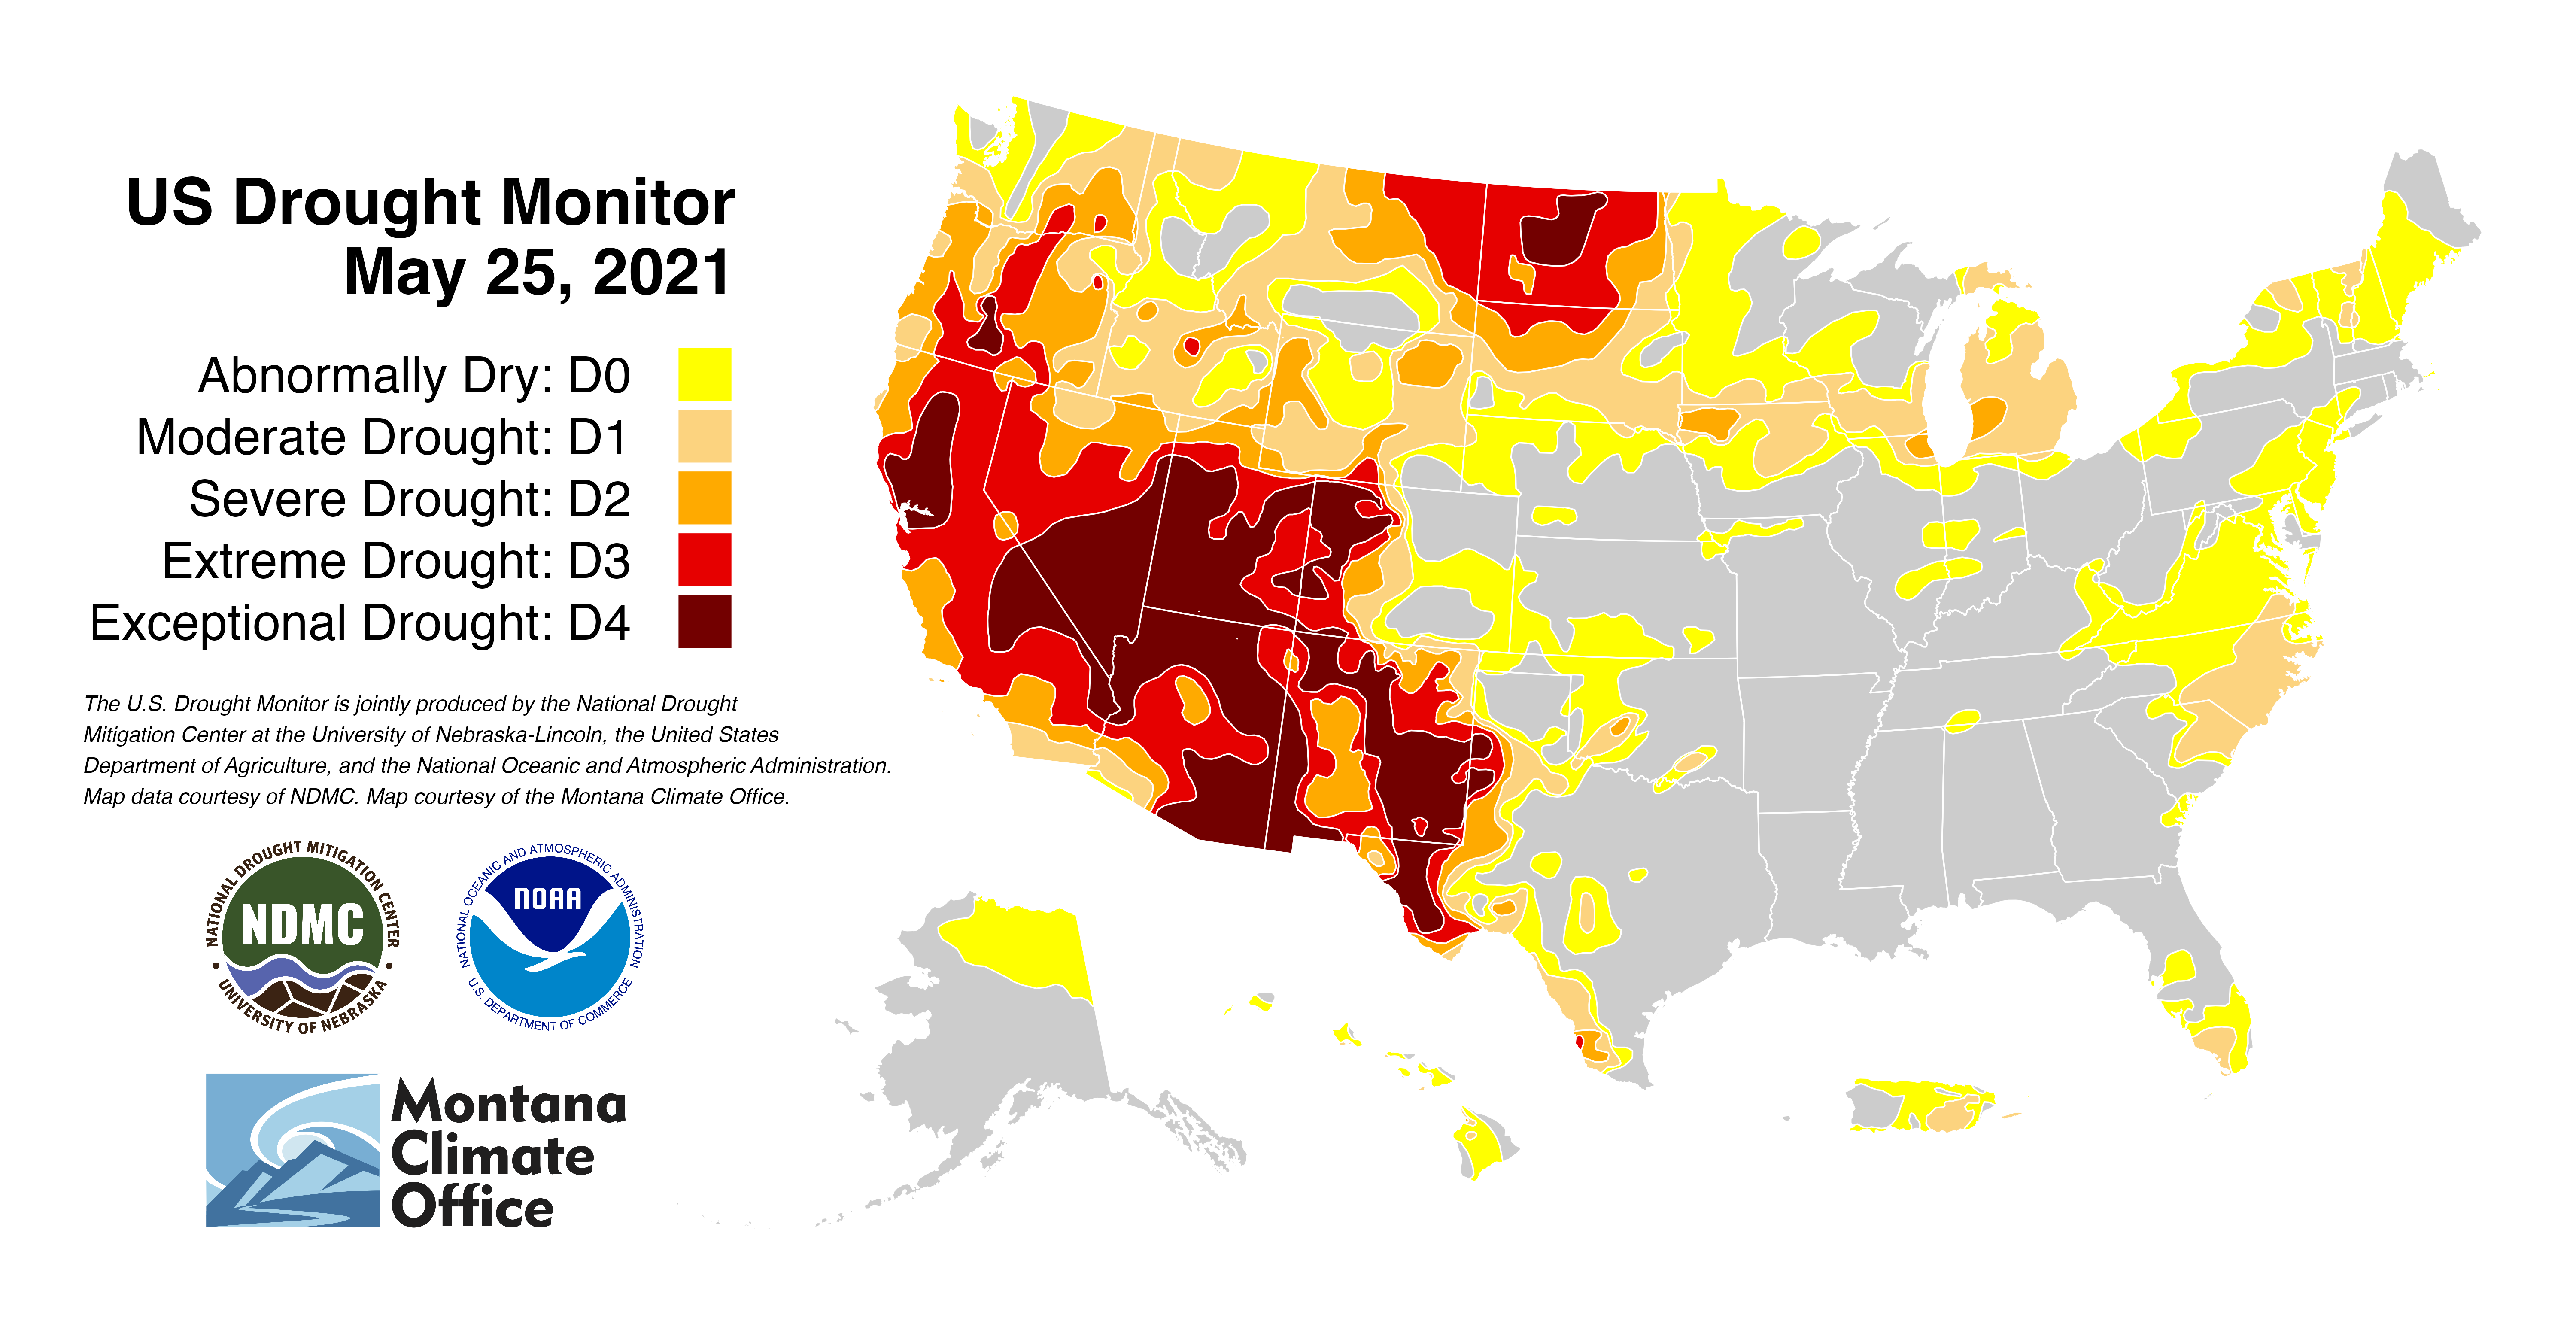 US Drought Monitor
May 25, 2021
Abnormally Dry: D0
Moderate Drought: D1
Severe Drought: D2
Extreme Drought: D3
Exceptional Drought: D4
The U.S. Drought Monitor is jointly produced by the National Drought
Mitigation Center at the University of Nebraska-Lincoln, the United States
Department of Agriculture, and the National Oceanic and Atmospheric Administration.
Map data courtesy of NDMC. Map courtesy of the Montana Climate Office.
NATIONAL DROUGHT MITIGATION CENTER
NDMC
• UNIVERSITY OF NEBRASKA •
NATIONAL OCEANIC AND ATMOSPHERIC ADMINISTRATION
NOAA
U.S. DEPARTMENT OF COMMERCE
Montana
Climate
Office